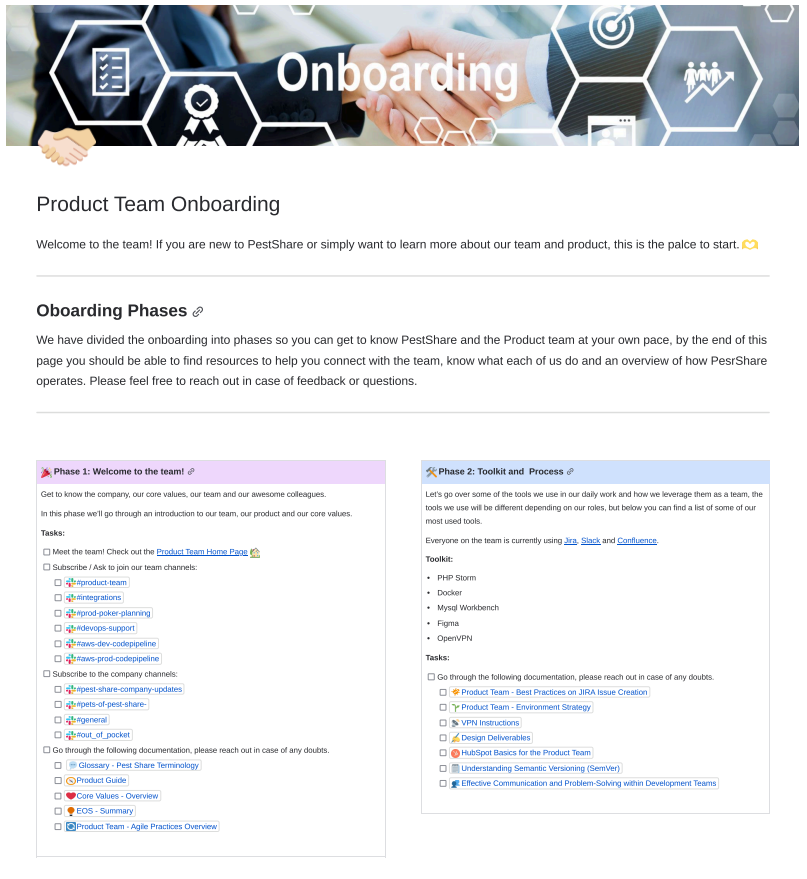 Onboarding
Product Team Onboarding
Welcome to the team! If you are new to PestShare or simply want to learn more about our team and product, this is the palce to start.
Oboarding Phases
We have divided the onboarding into phases so you can get to know PestShare and the Product team at your own pace, by the end of this
page you should be able to find resources to help you connect with the team, know what each of us do and an overview of how PesrShare
operates. Please feel free to reach out in case of feedback or questions.
Phase 1: Welcome to the team!
Get to know the company, our core values, our team and our awesome colleagues.
In this phase we'll go through an introduction to our team, our product and our core values.
Tasks:
Meet the team! Check out the Product Team Home Page
Subscribe / Ask to join our team channels:
#product-team
#integrations
#prod-poker-planning
#devops-support
#aws-dev-codepipeline
#aws-prod-codepipeline
Subscribe to the company channels:
#pest-share-company-updates
#pets-of-pest-share-
#general
#out_of_pocket
Go through the following documentation, please reach out in case of any doubts.
Glossary - Pest Share Terminology
Product Guide
Core Values - Overview
EOS - Summary
Product Team - Agile Practices Overview
Phase 2: Toolkit and  Process
Let's go over some of the tools we use in our daily work and how we leverage them as a team, the
tools we use will be different depending on our roles, but below you can find a list of some of our
most used tools.
Everyone on the team is currently using Jira, Slack and Confluence.
Toolkit:
• PHP Storm
• Docker
• Mysql Workbench
• Figma
• OpenVPN
Tasks:
Go through the following documentation, please reach out in case of any doubts.
Product Team - Best Practices on JIRA Issue Creation
Product Team - Environment Strategy
VPN Instructions
Design Deliverables
HubSpot Basics for the Product Team
Understanding Semantic Versioning (SemVer)
Effective Communication and Problem-Solving within Development Teams